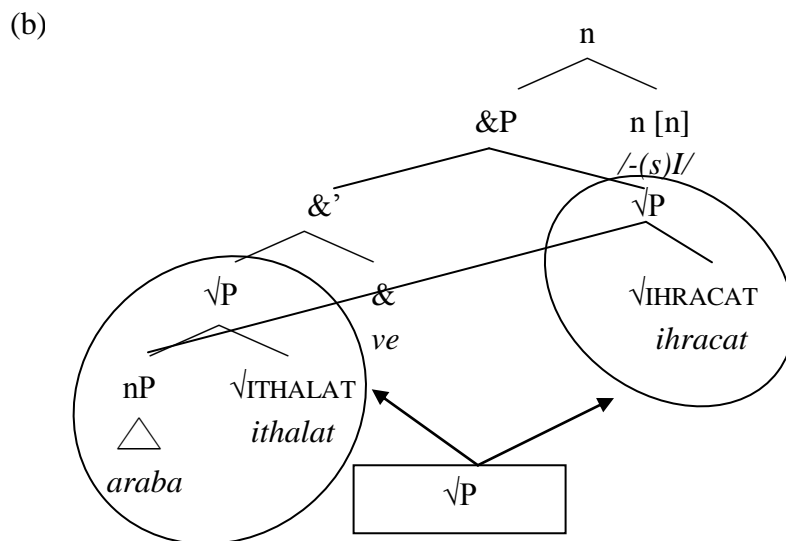 (b)
n
&P n [n]
/-(s)I/
&’ √P
√P & √IHRACAT
ve ihracat
nP √ITHALAT
araba ithalat
√P